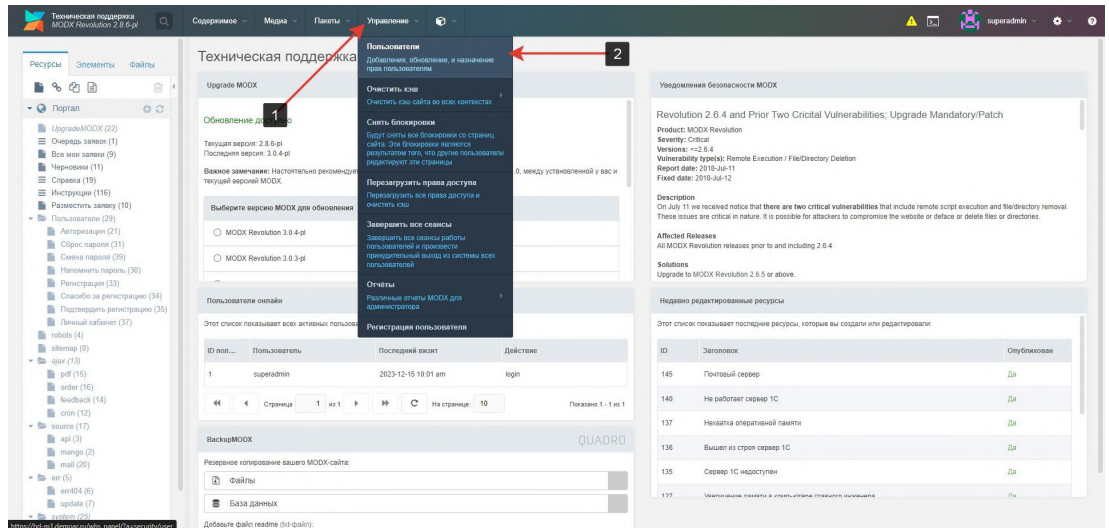 Техническая поддержка
MODX Revolution 2.8.6-pl
Содержимое
Медиа
Пакеты
Управление
superadmin
Ресурсы
Элементы
Файлы
Портал
UpgradeMODX (22)
Очередь заявок (1)
Все мои заявки (9)
Черновики (11)
Справка (19)
Инструкции (116)
Разместить заявку (10)
Пользователи (29)
Авторизация (21)
Сброс пароля (31)
Смена пароля (39)
Напомнить пароль (30)
Регистрация (33)
Спасибо за регистрацию (34)
Подтвердить регистрацию (35)
Личный кабинет (37)
robots (4)
sitemap (8)
ajax (13)
pdf (15)
order (16)
feedback (14)
cron (12)
source (17)
api (3)
mango (2)
mail (20)
err (5)
err404 (6)
update (7)
system (25)
Техническая поддержка
Upgrade MODX
Обновление доступно
Текущая версия: 2.8.6-pl
Последняя версия: 3.0.4-pl
Важное замечание: Настоятельно рекомендует
.0, между установленной у вас и
текущей версией MODX.
Выберите версию MODX для обновления
MODX Revolution 3.0.4-pl
MODX Revolution 3.0.3-pl
1
2
Пользователи
Добавление, обновление, и назначение
прав пользователям
Очистить кэш
Очистить кэш сайта во всех контекстах
Снять блокировки
Будут сняты все блокировки со страниц
сайта. Эти блокировки являются
результатом того, что другие пользователи
редактируют эти страницы
Перезагрузить права доступа
Перезагрузить все права доступа и
очистить кэш
Завершить все сеансы
Завершить все сеансы работы
пользователей и произвести
принудительный выход из системы всех
пользователей
Отчёты
Различные отчеты MODX для
администратора
Регистрация пользователя
Пользователи онлайн
Этот список показывает всех активных пользова
ID пол...
Пользователь
Последний визит
Действие
1
superadmin
2023-12-15 10:01 am
login
Страница 1 из 1
На странице: 10
Показано 1 - 1 из 1
BackupMODX
QUADRO
Резервное копирование вашего MODX-сайта:
Файлы
База данных
Добавьте файл readme (txt-файл):
Уведомления безопасности MODX
Revolution 2.6.4 and Prior Two Cricital Vulnerabilities; Upgrade Mandatory/Patch
Product: MODX Revolution
Severity: Critical
Versions: <=2.6.4
Vulnerability type(s): Remote Execution / File/Directory Deletion
Report date: 2018-Jul-11
Fixed date: 2018-Jul-12
Description
On July 11 we received notice that there are two critical vulnerabilities that include remote script execution and file/directory removal.
These issues are critical in nature. It is possible for attackers to compromise the website or deface or delete files or directories.
Affected Releases
All MODX Revolution releases prior to and including 2.6.4
Solutions
Upgrade to MODX Revolution 2.6.5 or above.
Недавно редактированные ресурсы
Этот список показывает последние ресурсы, которые вы создали или редактировали:
ID
Заголовок
Опубликован
145
Почтовый сервер
Да
140
Не работает сервер 1С
Да
137
Нехватка оперативной памяти
Да
136
Вышел из строя сервер 1С
Да
135
Сервер 1С недоступен
Да
127
Увеличение памяти в компьютере главного инженера
Да